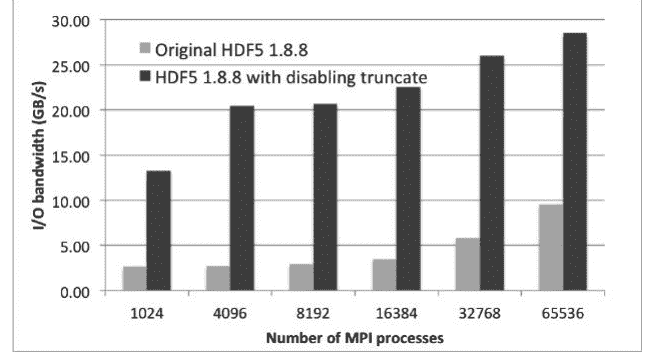 30.00
25.00
20.00
15.00
10.00
5.00
0.00
I/O bandwidth (GB/s)
Original HDF5 1.8.8
HDF5 1.8.8 with disabling truncate
1024 4096 8192 16384 32768 65536
Number of MPI processes